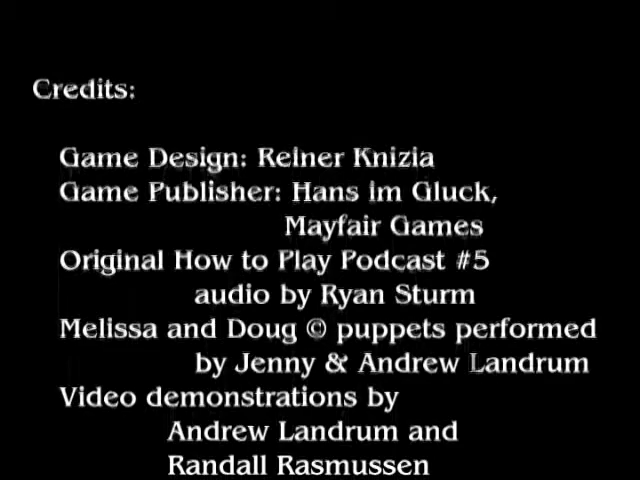 Credits:
Game Design: Reiner Knizia
Game Publisher: Hans im Gluck,
Mayfair Games
Original How to Play Podcast #5
audio by Ryan Sturm
Melissa and Doug © puppets performed
by Jenny & Andrew Landrum
Video demonstrations by
Andrew Landrum and
Randall Rasmussen